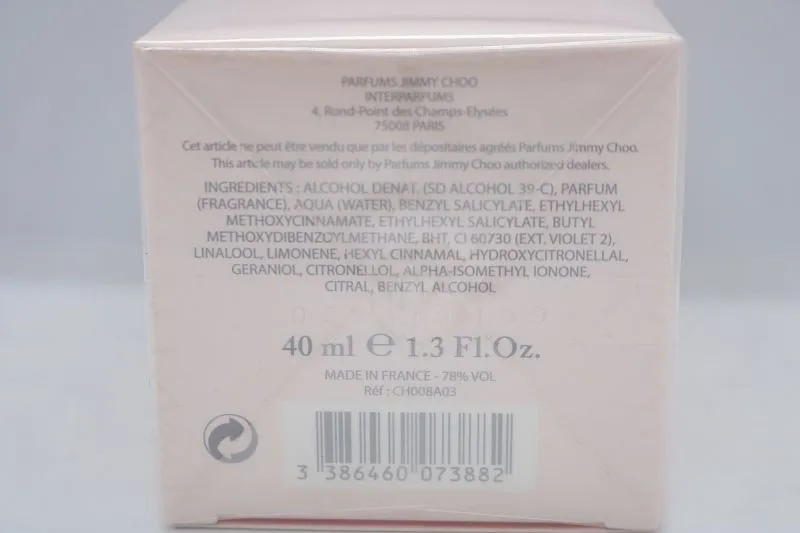 PARFUMS JIMMY CHOO
INTERPARFUMS
4, Rond-Point des Champs-Elysées
75008 PARIS
Cet article ne peut être vendu que par les dépositaires agréés Parfums Jimmy Choo.
This article may be sold only by Parfums Jimmy Choo authorized dealers.
INGREDIENTS : ALCOHOL DENAT. (SD ALCOHOL 39-C), PARFUM
(FRAGRANCE), AQUA (WATER), BENZYL SALICYLATE, ETHYLHEXYL
METHOXYCINNAMATE, ETHYLHEXYL SALICYLATE, BUTYL
METHOXYDIBENZOYLMETHANE, BHT, CI 60730 (EXT. VIOLET 2),
LINALOOL, LIMONENE, HEXYL CINNAMAL, HYDROXYCITRONELLAL,
GERANIOL, CITRONELLOL, ALPHA-ISOMETHYL IONONE,
CITRAL, BENZYL ALCOHOL
40 ml ℮ 1.3 Fl.Oz.
MADE IN FRANCE - 78% VOL
Réf : CH008A03
3 386460 073882